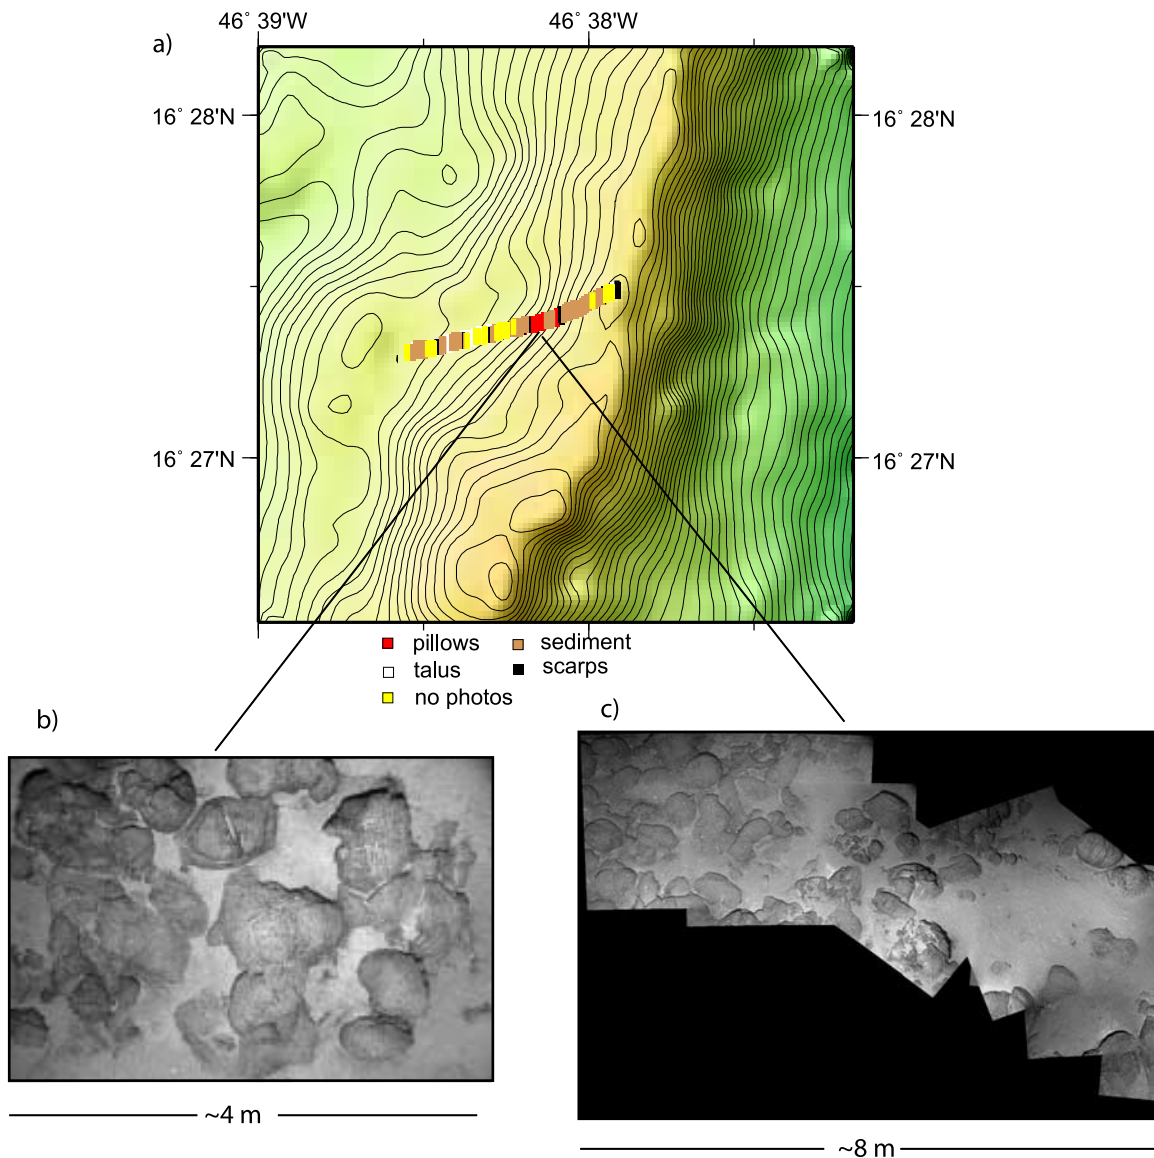 46° 39'W 46° 38'W
a)
16° 28'N 16° 28'N
16° 27'N 16° 27'N
pillows sediment
talus scarps
no photos
b) c)
~4 m
~8 m